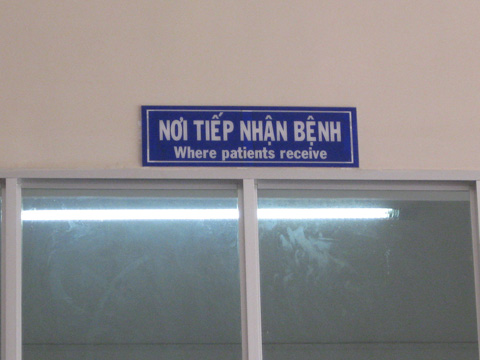 NƠI TIẾP NHẬN BỆNH
Where patients receive